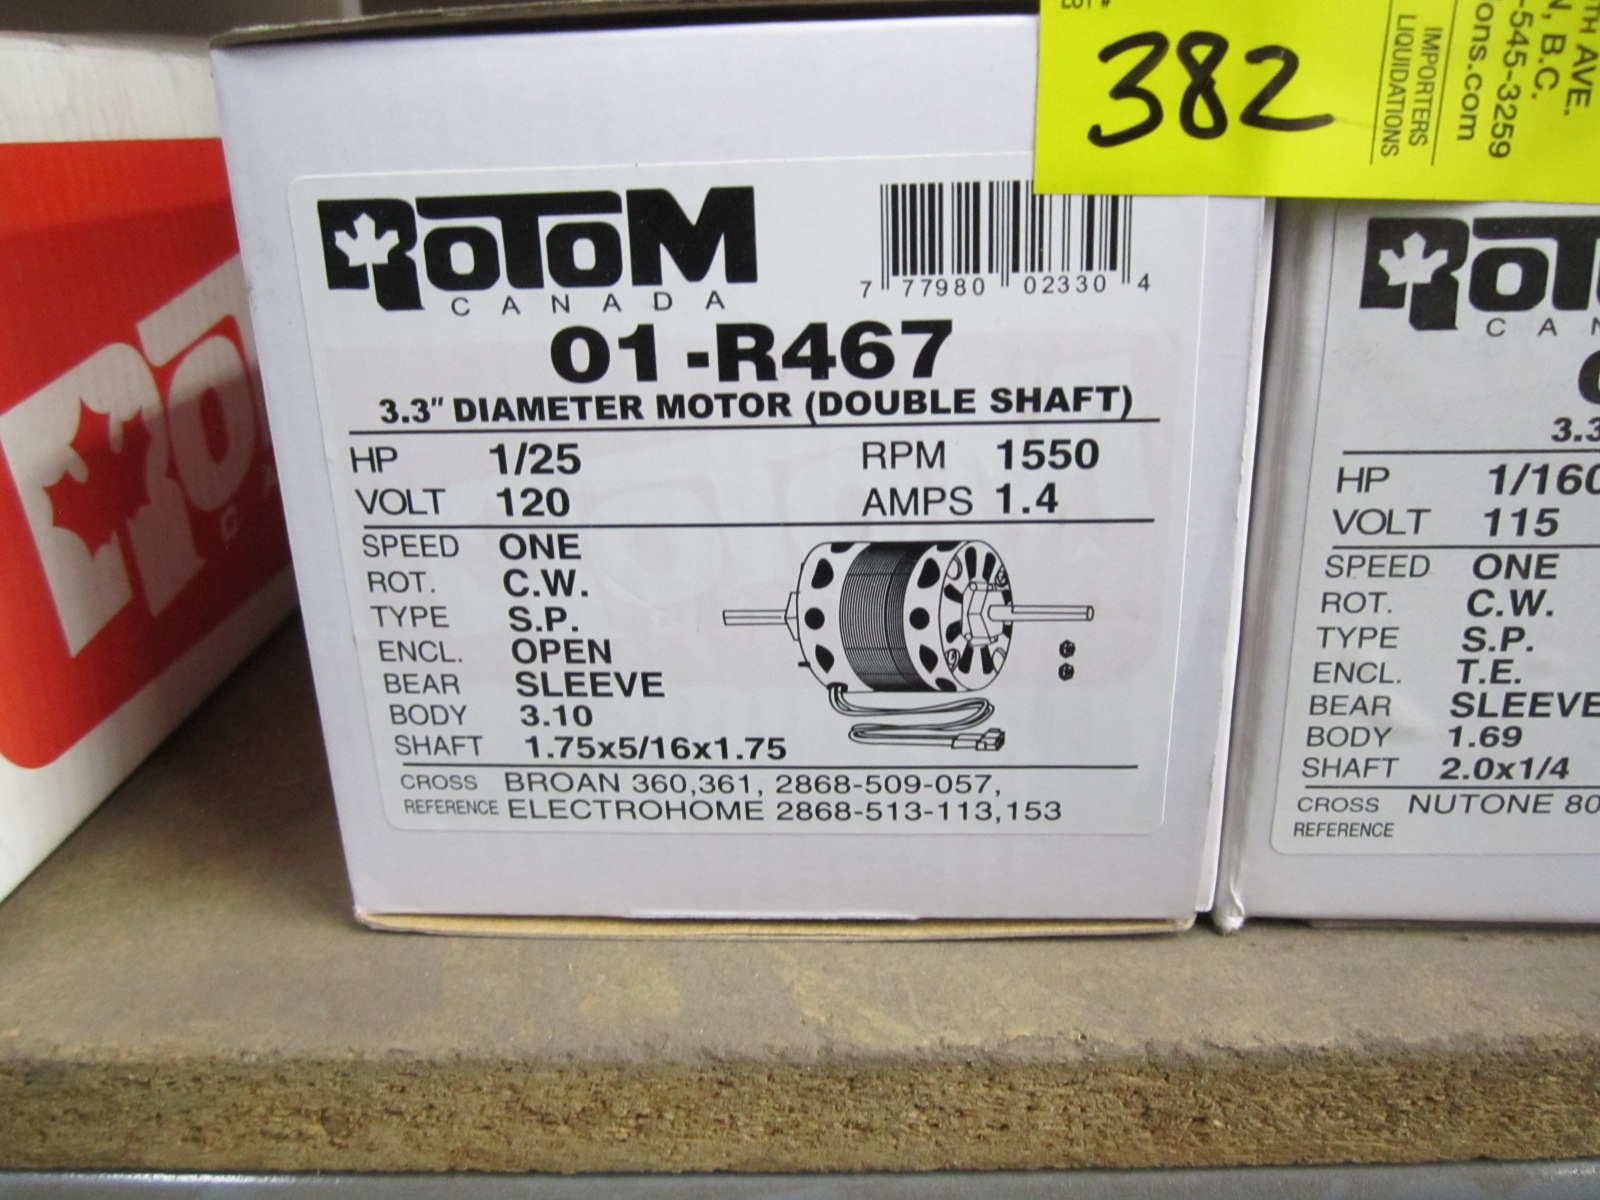 LOT #
382
TH AVE.
N, B.C.
-545-3259
ons.com
IMPORTERS
LIQUIDATIONS
ROTOM
CANADA
7 77980 02330 4
01-R467
3.3" DIAMETER MOTOR (DOUBLE SHAFT)
HP 1/25 RPM 1550
VOLT 120 AMPS 1.4
SPEED ONE
ROT. C.W.
TYPE S.P.
ENCL. OPEN
BEAR SLEEVE
BODY 3.10
SHAFT 1.75x5/16x1.75
CROSS BROAN 360,361, 2868-509-057,
REFERENCE ELECTROHOME 2868-513-113,153
ROT
CAN
3.3
HP 1/160
VOLT 115
SPEED ONE
ROT. C.W.
TYPE S.P.
ENCL. T.E.
BEAR SLEEVE
BODY 1.69
SHAFT 2.0x1/4
CROSS NUTONE 80
REFERENCE
RO
C